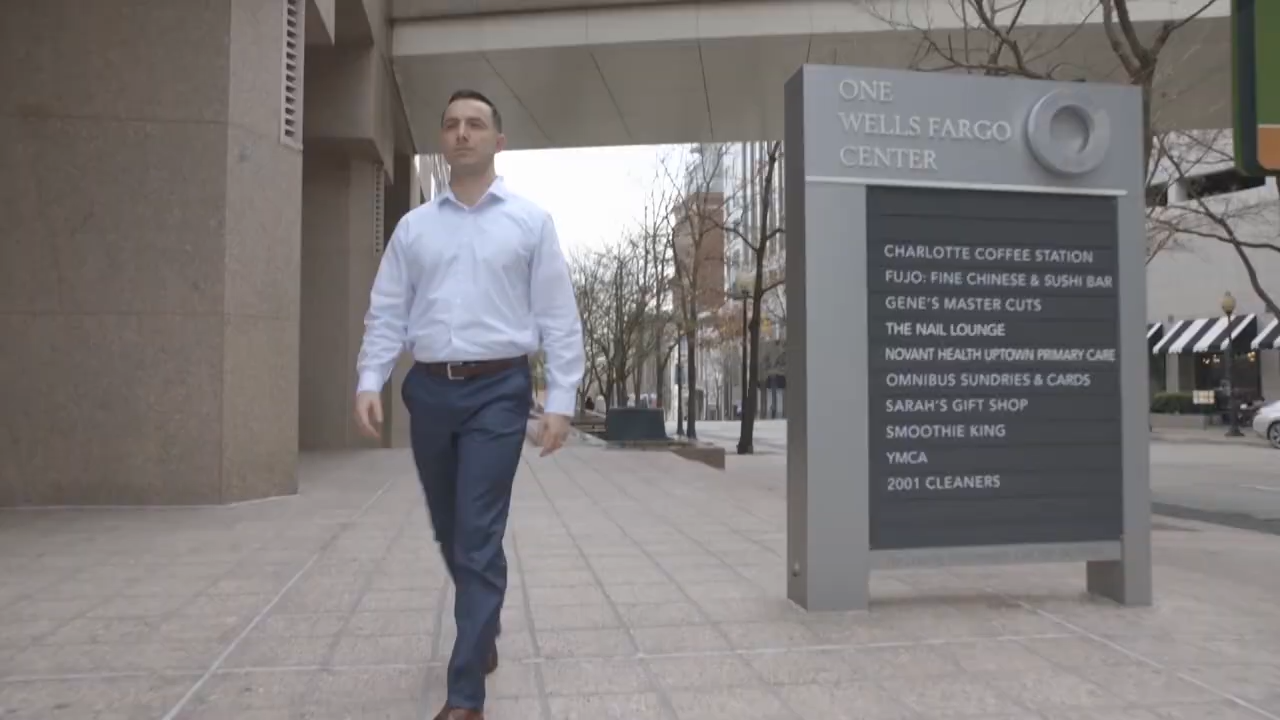 ONE
WELLS FARGO
CENTER
CHARLOTTE COFFEE STATION
FUJO: FINE CHINESE & SUSHI BAR
GENE'S MASTER CUTS
THE NAIL LOUNGE
NOVANT HEALTH UPTOWN PRIMARY CARE
OMNIBUS SUNDRIES & CARDS
SARAH'S GIFT SHOP
SMOOTHIE KING
YMCA
2001 CLEANERS